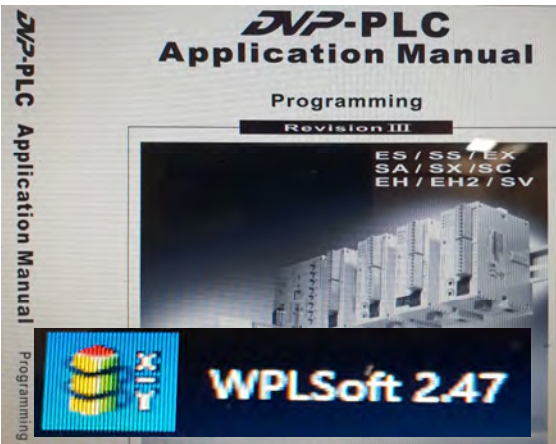 DVP-PLC Application Manual Programming
DVP-PLC
Application Manual
Programming
Revision III
ES / SS / EX
SA / SX /SC
EH / EH2 / SV
X
Y
WPLSoft 2.47